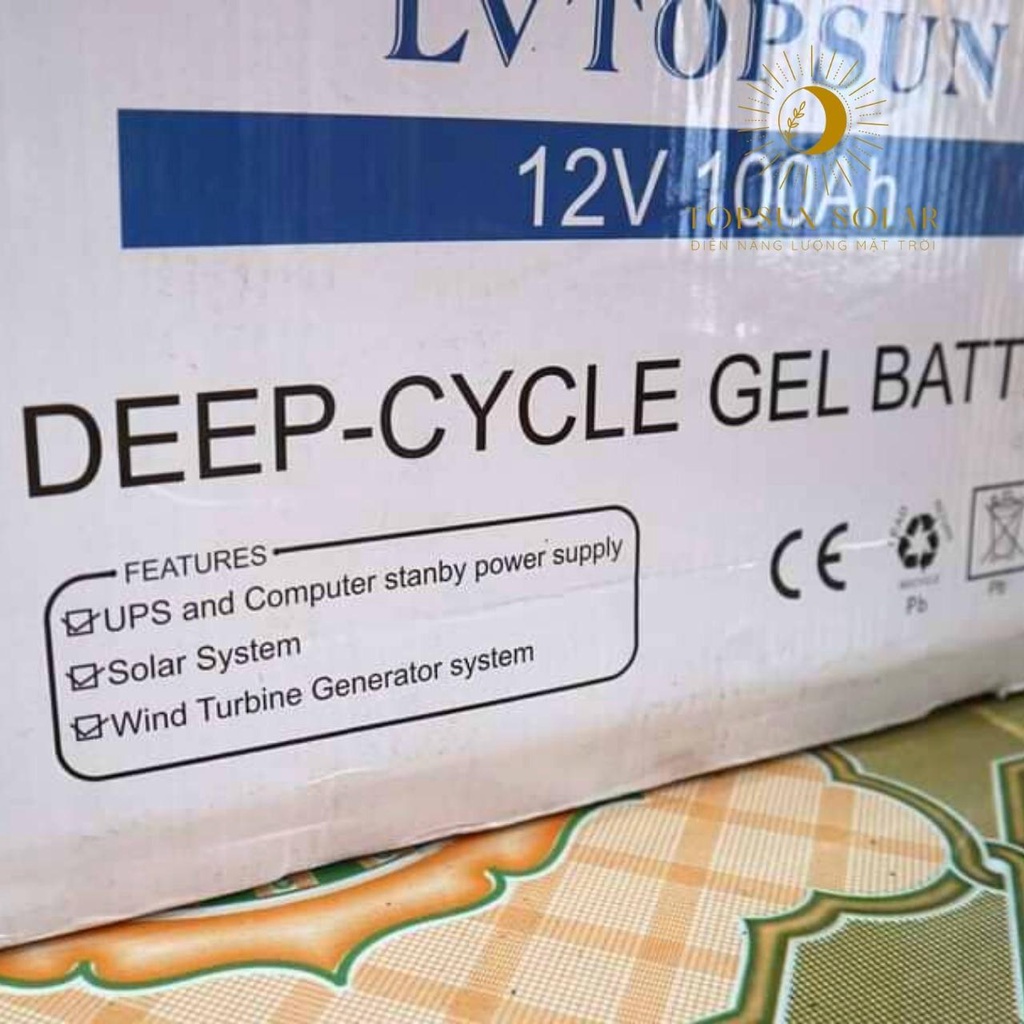 LVTOPSUN
12V 100Ah
TOPSUN SOLAR
ĐIỆN NĂNG LƯỢNG MẶT TRỜI
DEEP-CYCLE GEL BATT
FEATURES
UPS and Computer stanby power supply
Solar System
Wind Turbine Generator system
CE
RECYCLE
Pb
Pb